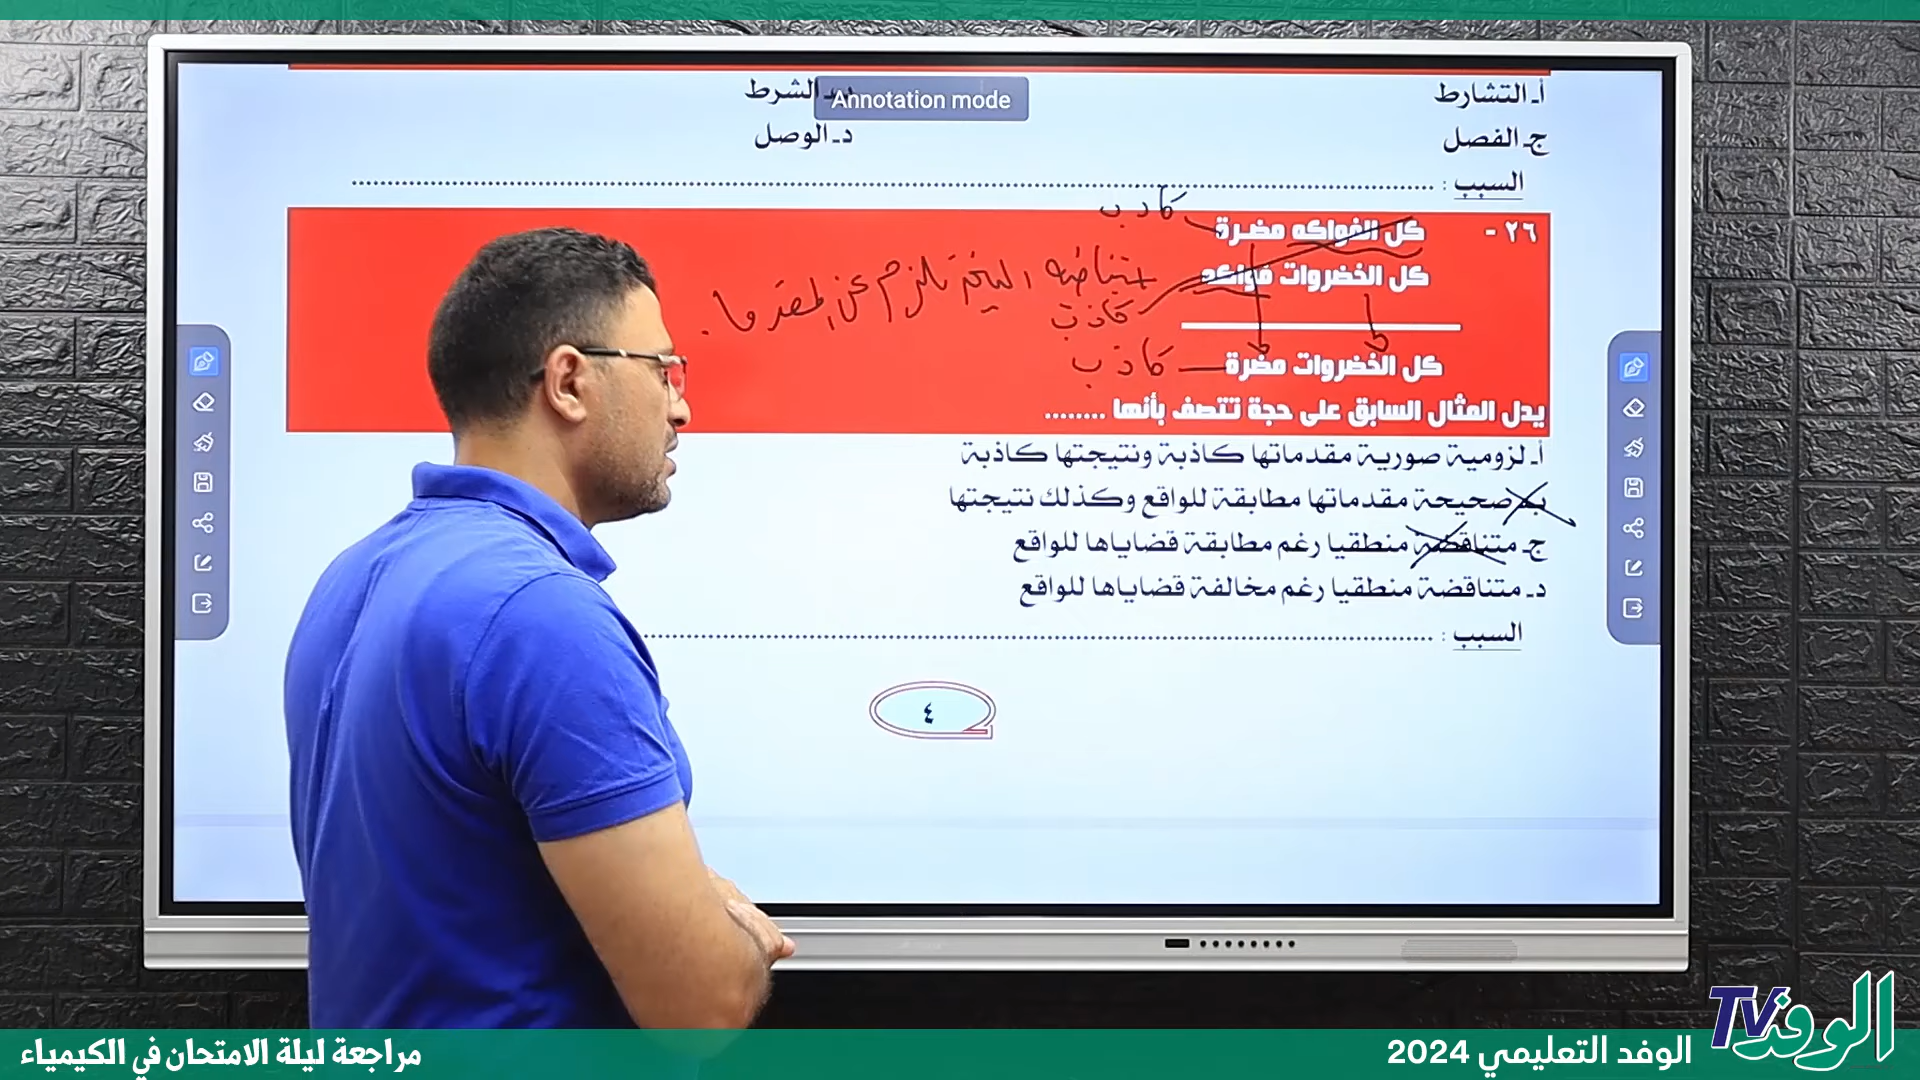 Annotation mode
أ- التشارط
الشرط
ج- الفصل
د- الوصل
السبب :
٢٦ -
كل الفواكه مضرة
كاذب
كل الخضروات فواكه
كاذب
كل الخضروات مضرة
كاذب
يدل المثال السابق على حجة تتصف بأنها ........
أ- لزومية صورية مقدماتها كاذبة ونتيجتها كاذبة
ب- صحيحة مقدماتها مطابقة للواقع وكذلك نتيجتها
ج- متناقضة منطقيا رغم مطابقة قضاياها للواقع
د- متناقضة منطقيا رغم مخالفة قضاياها للواقع
السبب :
٤
مراجعة ليلة الامتحان في الكيمياء
الوفد التعليمي 2024
الوفد TV